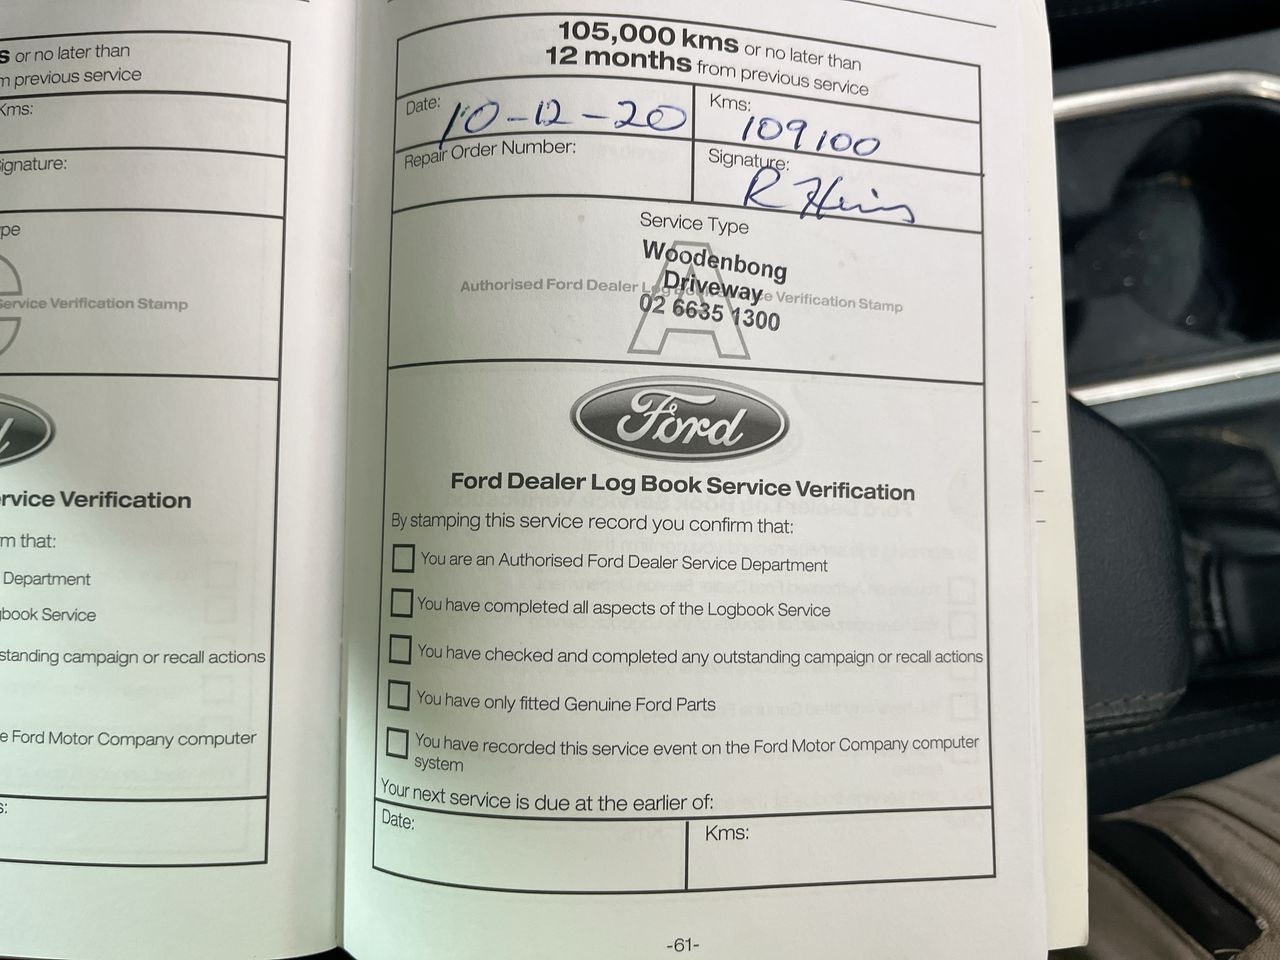 s or no later than
m previous service
Kms:
ignature:
pe
ervice Verification Stamp
rvice Verification
m that:
Department
gbook Service
standing campaign or recall actions
e Ford Motor Company computer
s:
105,000 kms or no later than
12 months from previous service
Date: 10-12-20
Kms: 109100
Repair Order Number:
Signature:
Service Type
A
Woodenbong
Driveway
02 6635 1300
Authorised Ford Dealer Log Service Verification Stamp
Ford
Ford Dealer Log Book Service Verification
By stamping this service record you confirm that:
You are an Authorised Ford Dealer Service Department
You have completed all aspects of the Logbook Service
You have checked and completed any outstanding campaign or recall actions
You have only fitted Genuine Ford Parts
You have recorded this service event on the Ford Motor Company computer
system
Your next service is due at the earlier of:
Date:
Kms:
-61-